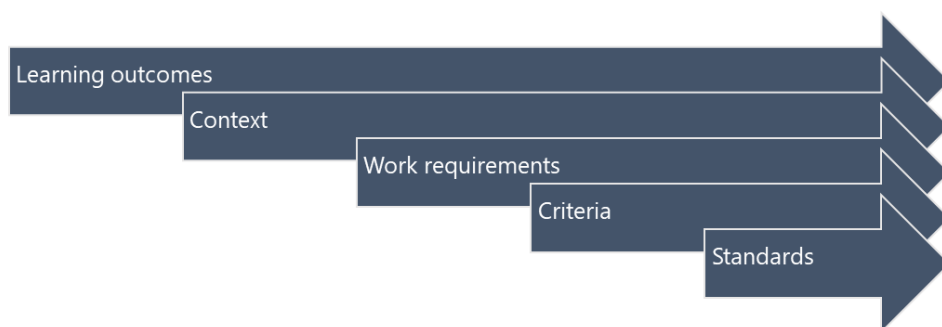 Learning outcomes
Context
Work requirements
Criteria
Standards